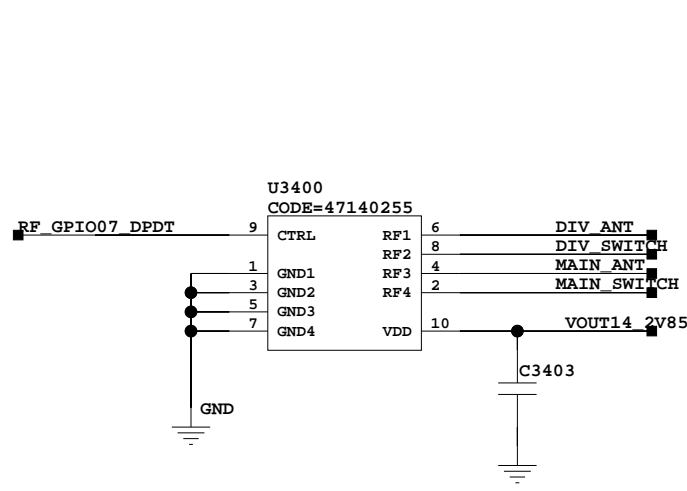 U3400
CODE=47140255
RF_GPIO07_DPDT 9 CTRL RF1 6 DIV_ANT
RF2 8 DIV_SWITCH
1 GND1 RF3 4 MAIN_ANT
3 GND2 RF4 2 MAIN_SWITCH
5 GND3
7 GND4 VDD 10 VOUT14_2V85
C3403
GND